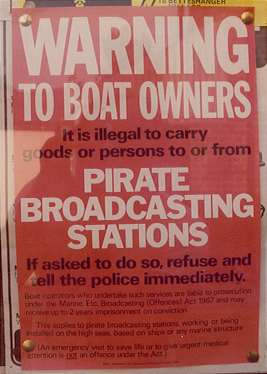 TO BETTESHANGER
WARNING
TO BOAT OWNERS
It is illegal to carry
goods or persons to or from
PIRATE
BROADCASTING
STATIONS
If asked to do so, refuse and
tell the police immediately.
Boat operators who undertake such services are liable to prosecution
under the Marine, Etc. Broadcasting (Offences) Act 1967 and may
receive up to 2 years imprisonment on conviction
This applies to pirate broadcasting stations, working or being
installed on the high seas, based on ships or any marine structure
(An emergency visit to save life or to give urgent medical
attention is not an offence under the Act.)